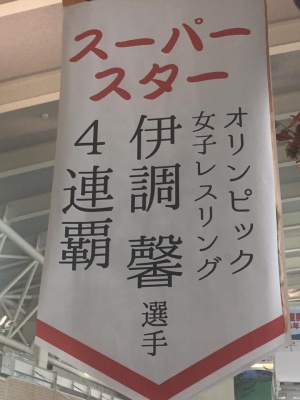 スーパー
スター
オリンピック
女子レスリング
伊調 馨 選手
4連覇